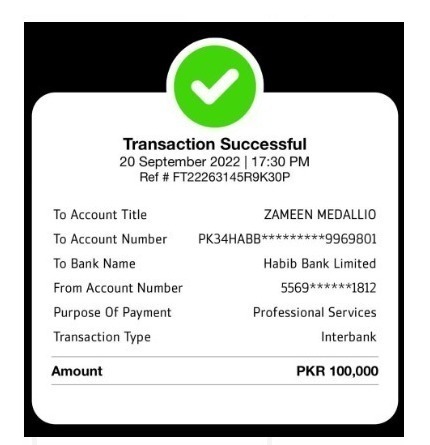 Transaction Successful
20 September 2022 | 17:30 PM
Ref # FT22263145R9K30P
To Account Title ZAMEEN MEDALLIO
To Account Number PK34HABB*********9969801
To Bank Name Habib Bank Limited
From Account Number 5569******1812
Purpose Of Payment Professional Services
Transaction Type Interbank
Amount PKR 100,000